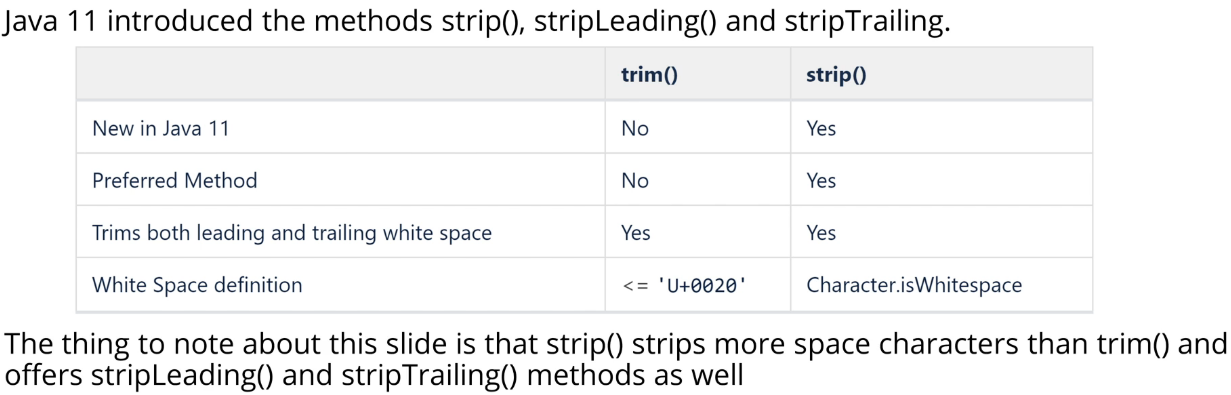 Java 11 introduced the methods strip(), stripLeading() and stripTrailing.
trim() strip()
New in Java 11 No Yes
Preferred Method No Yes
Trims both leading and trailing white space Yes Yes
White Space definition <= 'U+0020' Character.isWhitespace
The thing to note about this slide is that strip() strips more space characters than trim() and
offers stripLeading() and stripTrailing() methods as well